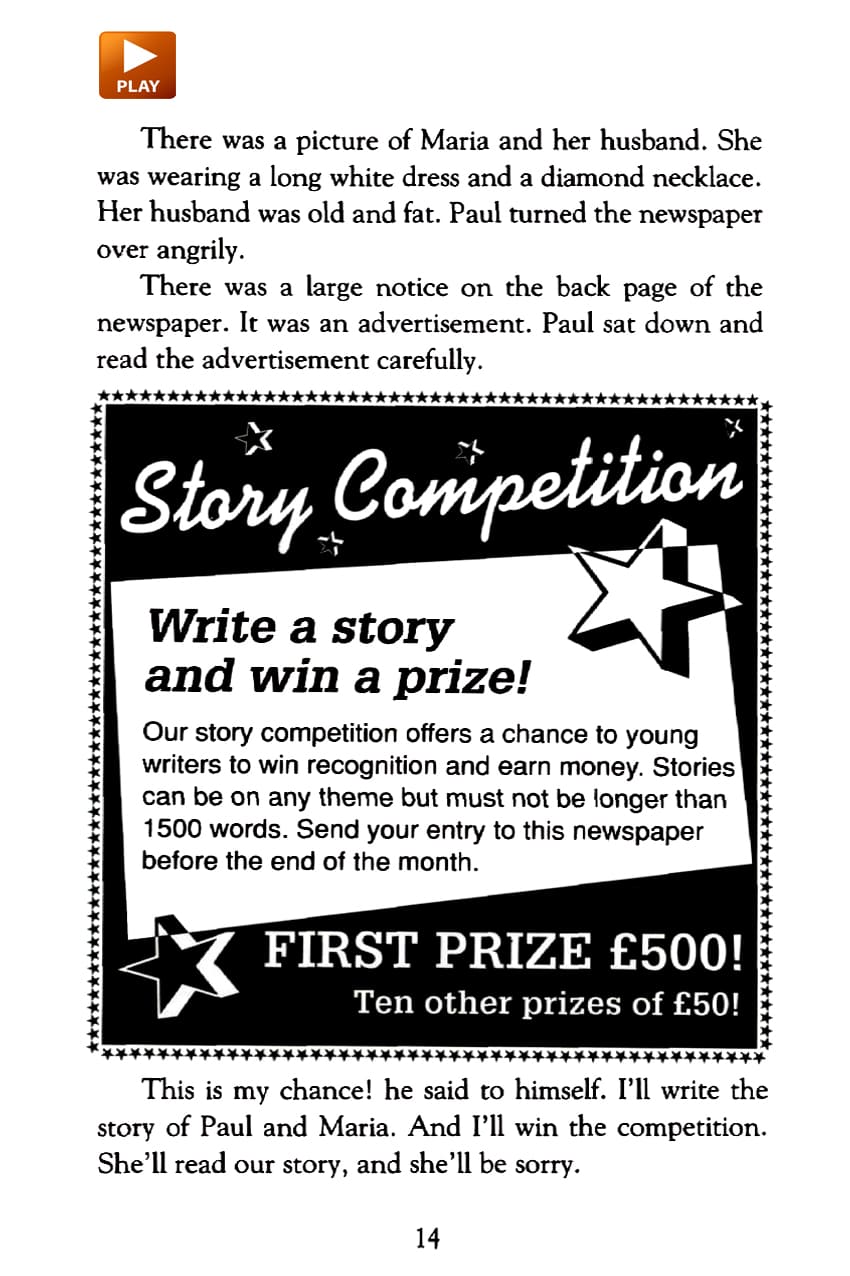 PLAY
There was a picture of Maria and her husband. She
was wearing a long white dress and a diamond necklace.
Her husband was old and fat. Paul turned the newspaper
over angrily.
There was a large notice on the back page of the
newspaper. It was an advertisement. Paul sat down and
read the advertisement carefully.
Story Competition
Write a story
and win a prize!
Our story competition offers a chance to young
writers to win recognition and earn money. Stories
can be on any theme but must not be longer than
1500 words. Send your entry to this newspaper
before the end of the month.
FIRST PRIZE £500!
Ten other prizes of £50!
This is my chance! he said to himself. I’ll write the
story of Paul and Maria. And I’ll win the competition.
She’ll read our story, and she’ll be sorry.
14